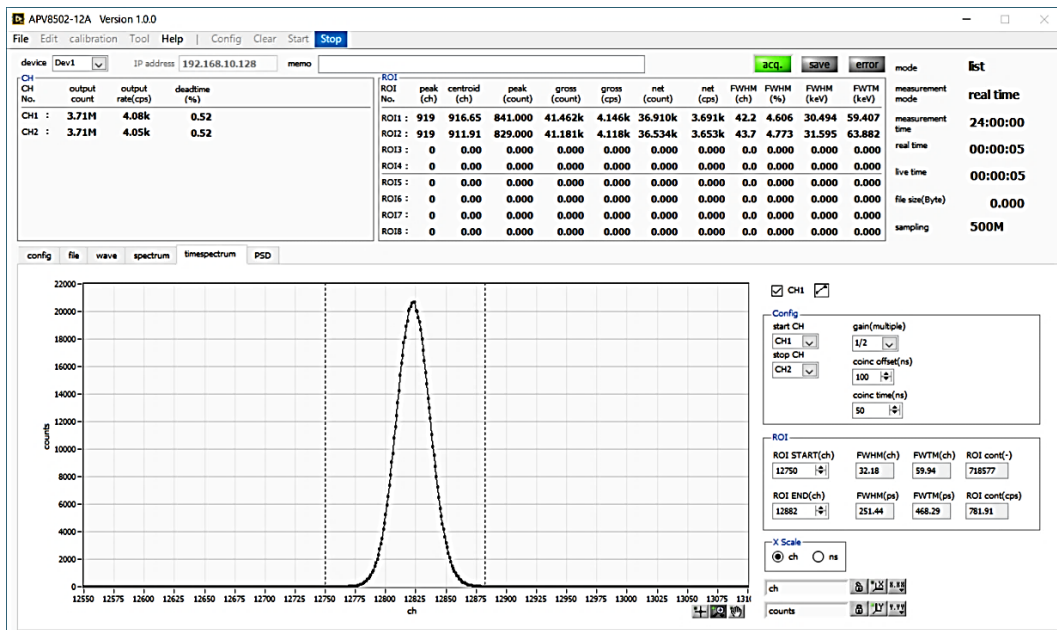 APV8502-12A Version 1.0.0
File Edit calibration Tool Help | Config Clear Start Stop
device Dev1 IP address 192.168.10.128 memo acq. save error
mode list
CH
CH No. output count output rate(cps) deadtime (%)
CH1 : 3.71M 4.08k 0.52
CH2 : 3.71M 4.05k 0.52
ROI
ROI No. peak (ch) centroid (ch) peak (count) gross (count) gross (cps) net (count) net (cps) FWHM (ch) FWHM (%) FWHM (keV) FWTM (keV)
ROI1 : 919 916.65 841.000 41.462k 4.146k 36.910k 3.691k 42.2 4.606 30.494 59.407
ROI2 : 919 911.91 829.000 41.181k 4.118k 36.534k 3.653k 43.7 4.773 31.595 63.882
ROI3 : 0 0.00 0.000 0.000 0.000 0.000 0.000 0.0 0.000 0.000 0.000
ROI4 : 0 0.00 0.000 0.000 0.000 0.000 0.000 0.0 0.000 0.000 0.000
ROI5 : 0 0.00 0.000 0.000 0.000 0.000 0.000 0.0 0.000 0.000 0.000
ROI6 : 0 0.00 0.000 0.000 0.000 0.000 0.000 0.0 0.000 0.000 0.000
ROI7 : 0 0.00 0.000 0.000 0.000 0.000 0.000 0.0 0.000 0.000 0.000
ROI8 : 0 0.00 0.000 0.000 0.000 0.000 0.000 0.0 0.000 0.000 0.000
measurement mode real time
measurement time 24:00:00
real time 00:00:05
live time 00:00:05
file size(Byte) 0.000
sampling 500M
config file wave spectrum timespectrum PSD
22000
20000
18000
16000
14000
12000
10000
8000
6000
4000
2000
0
counts
12550 12575 12600 12625 12650 12675 12700 12725 12750 12775 12800 12825 12850 12875 12900 12925 12950 12975 13000 13025 13050 13075
ch
CH1
Config
start CH gain(multiple)
CH1 1/2
stop CH coinc offset(ns)
CH2 100
coinc time(ns)
50
ROI
ROI START(ch) FWHM(ch) FWTM(ch) ROI cont(-)
12750 32.18 59.94 718577
ROI END(ch) FWHM(ps) FWTM(ps) ROI cont(cps)
12882 251.44 468.29 781.91
X Scale
ch ns
ch
counts